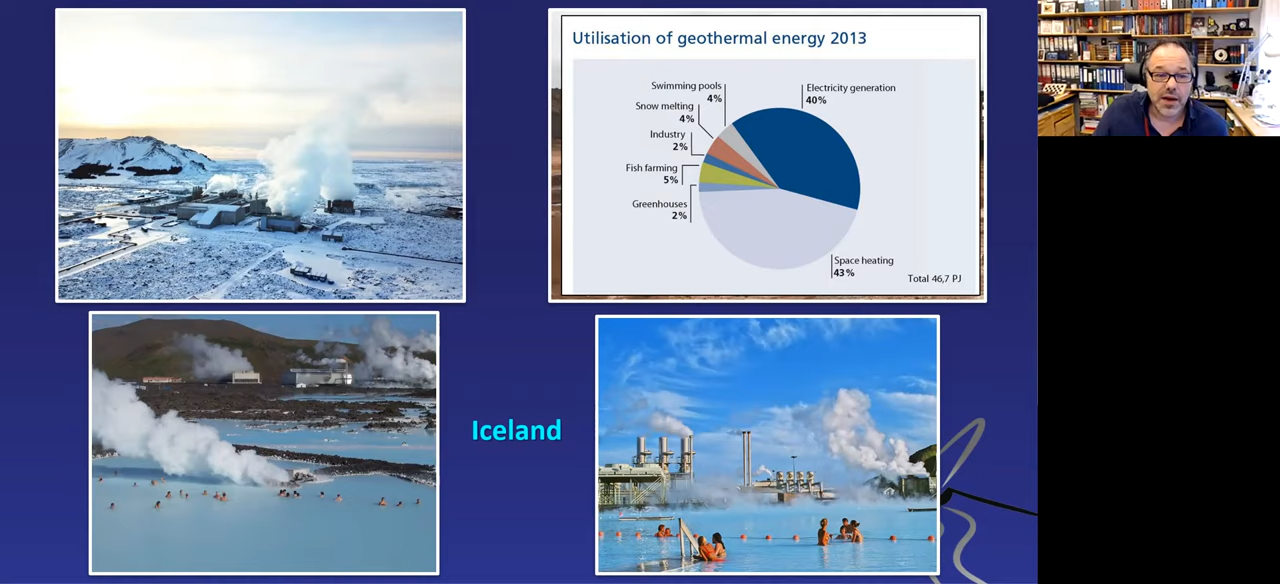 Utilisation of geothermal energy 2013
Swimming pools
4%
Electricity generation
40%
Snow melting
4%
Industry
2%
Fish farming
5%
Greenhouses
2%
Space heating
43%
Total 46,7 PJ
Iceland